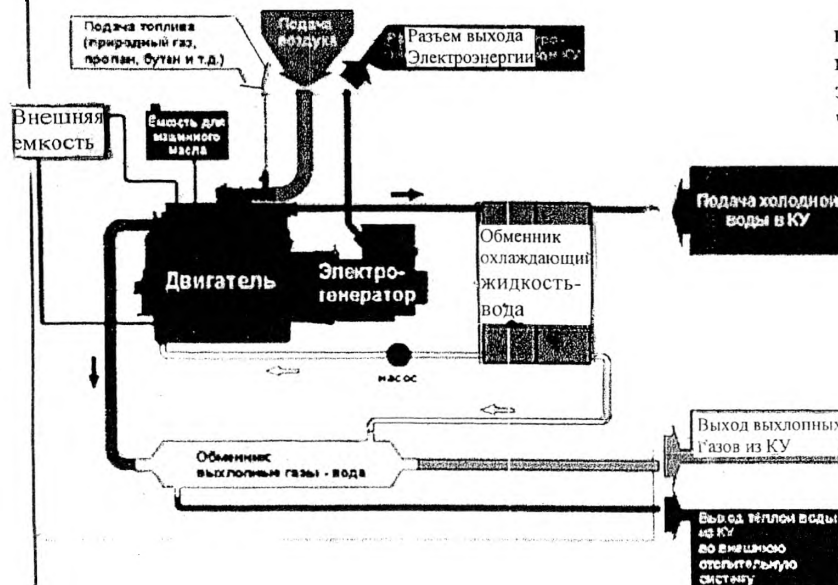 Подача топлива
(природный газ,
пропан, бутан и т.д.)
Подача
воздуха
Разъем выхода
Электроэнергии
КУ
Внешняя
емкость
Емкость для
машинного
масла
Подача холодной
воды в КУ
Обменник
охлаждающий
жидкость-
вода
Двигатель
Электро-
генератор
насос
Обменник
выхлопные газы - вода
Выход выхлопных
Газов из КУ
Выход тёплой воды
из КУ
во внешнюю
отопительную
систему